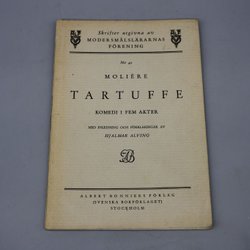 Skrifter utgivna av
MODERSMÅLSLÄRARNAS
FÖRENING
MOLIÈRE
TARTUFFE
KOMEDI I FEM AKTER
MED INLEDNING OCH FÖRKLARINGAR AV
HJALMAR ALVING
ALBERT BONNIERS FÖRLAG
(SVENSKA BOKFÖRLAGET)
STOCKHOLM